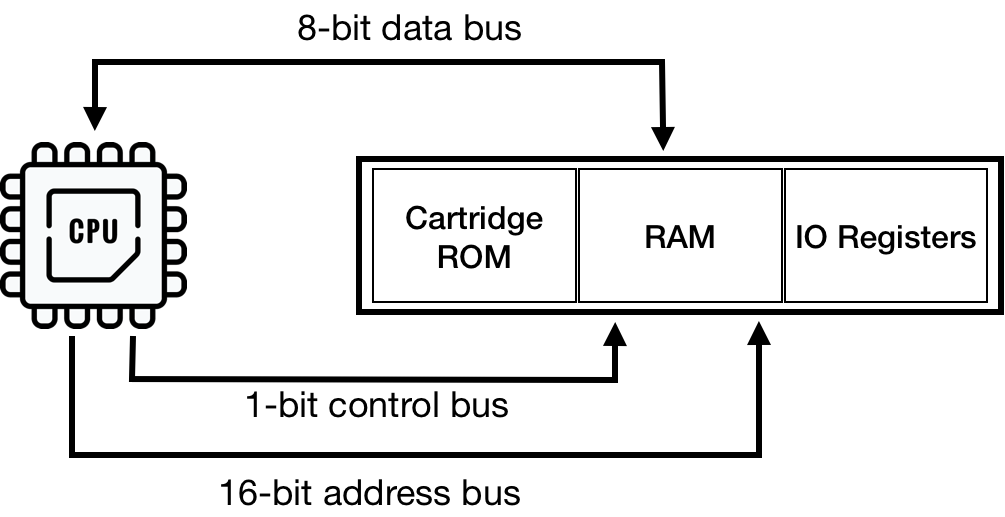 8-bit data bus
CPU
Cartridge
ROM
RAM
IO Registers
1-bit control bus
16-bit address bus